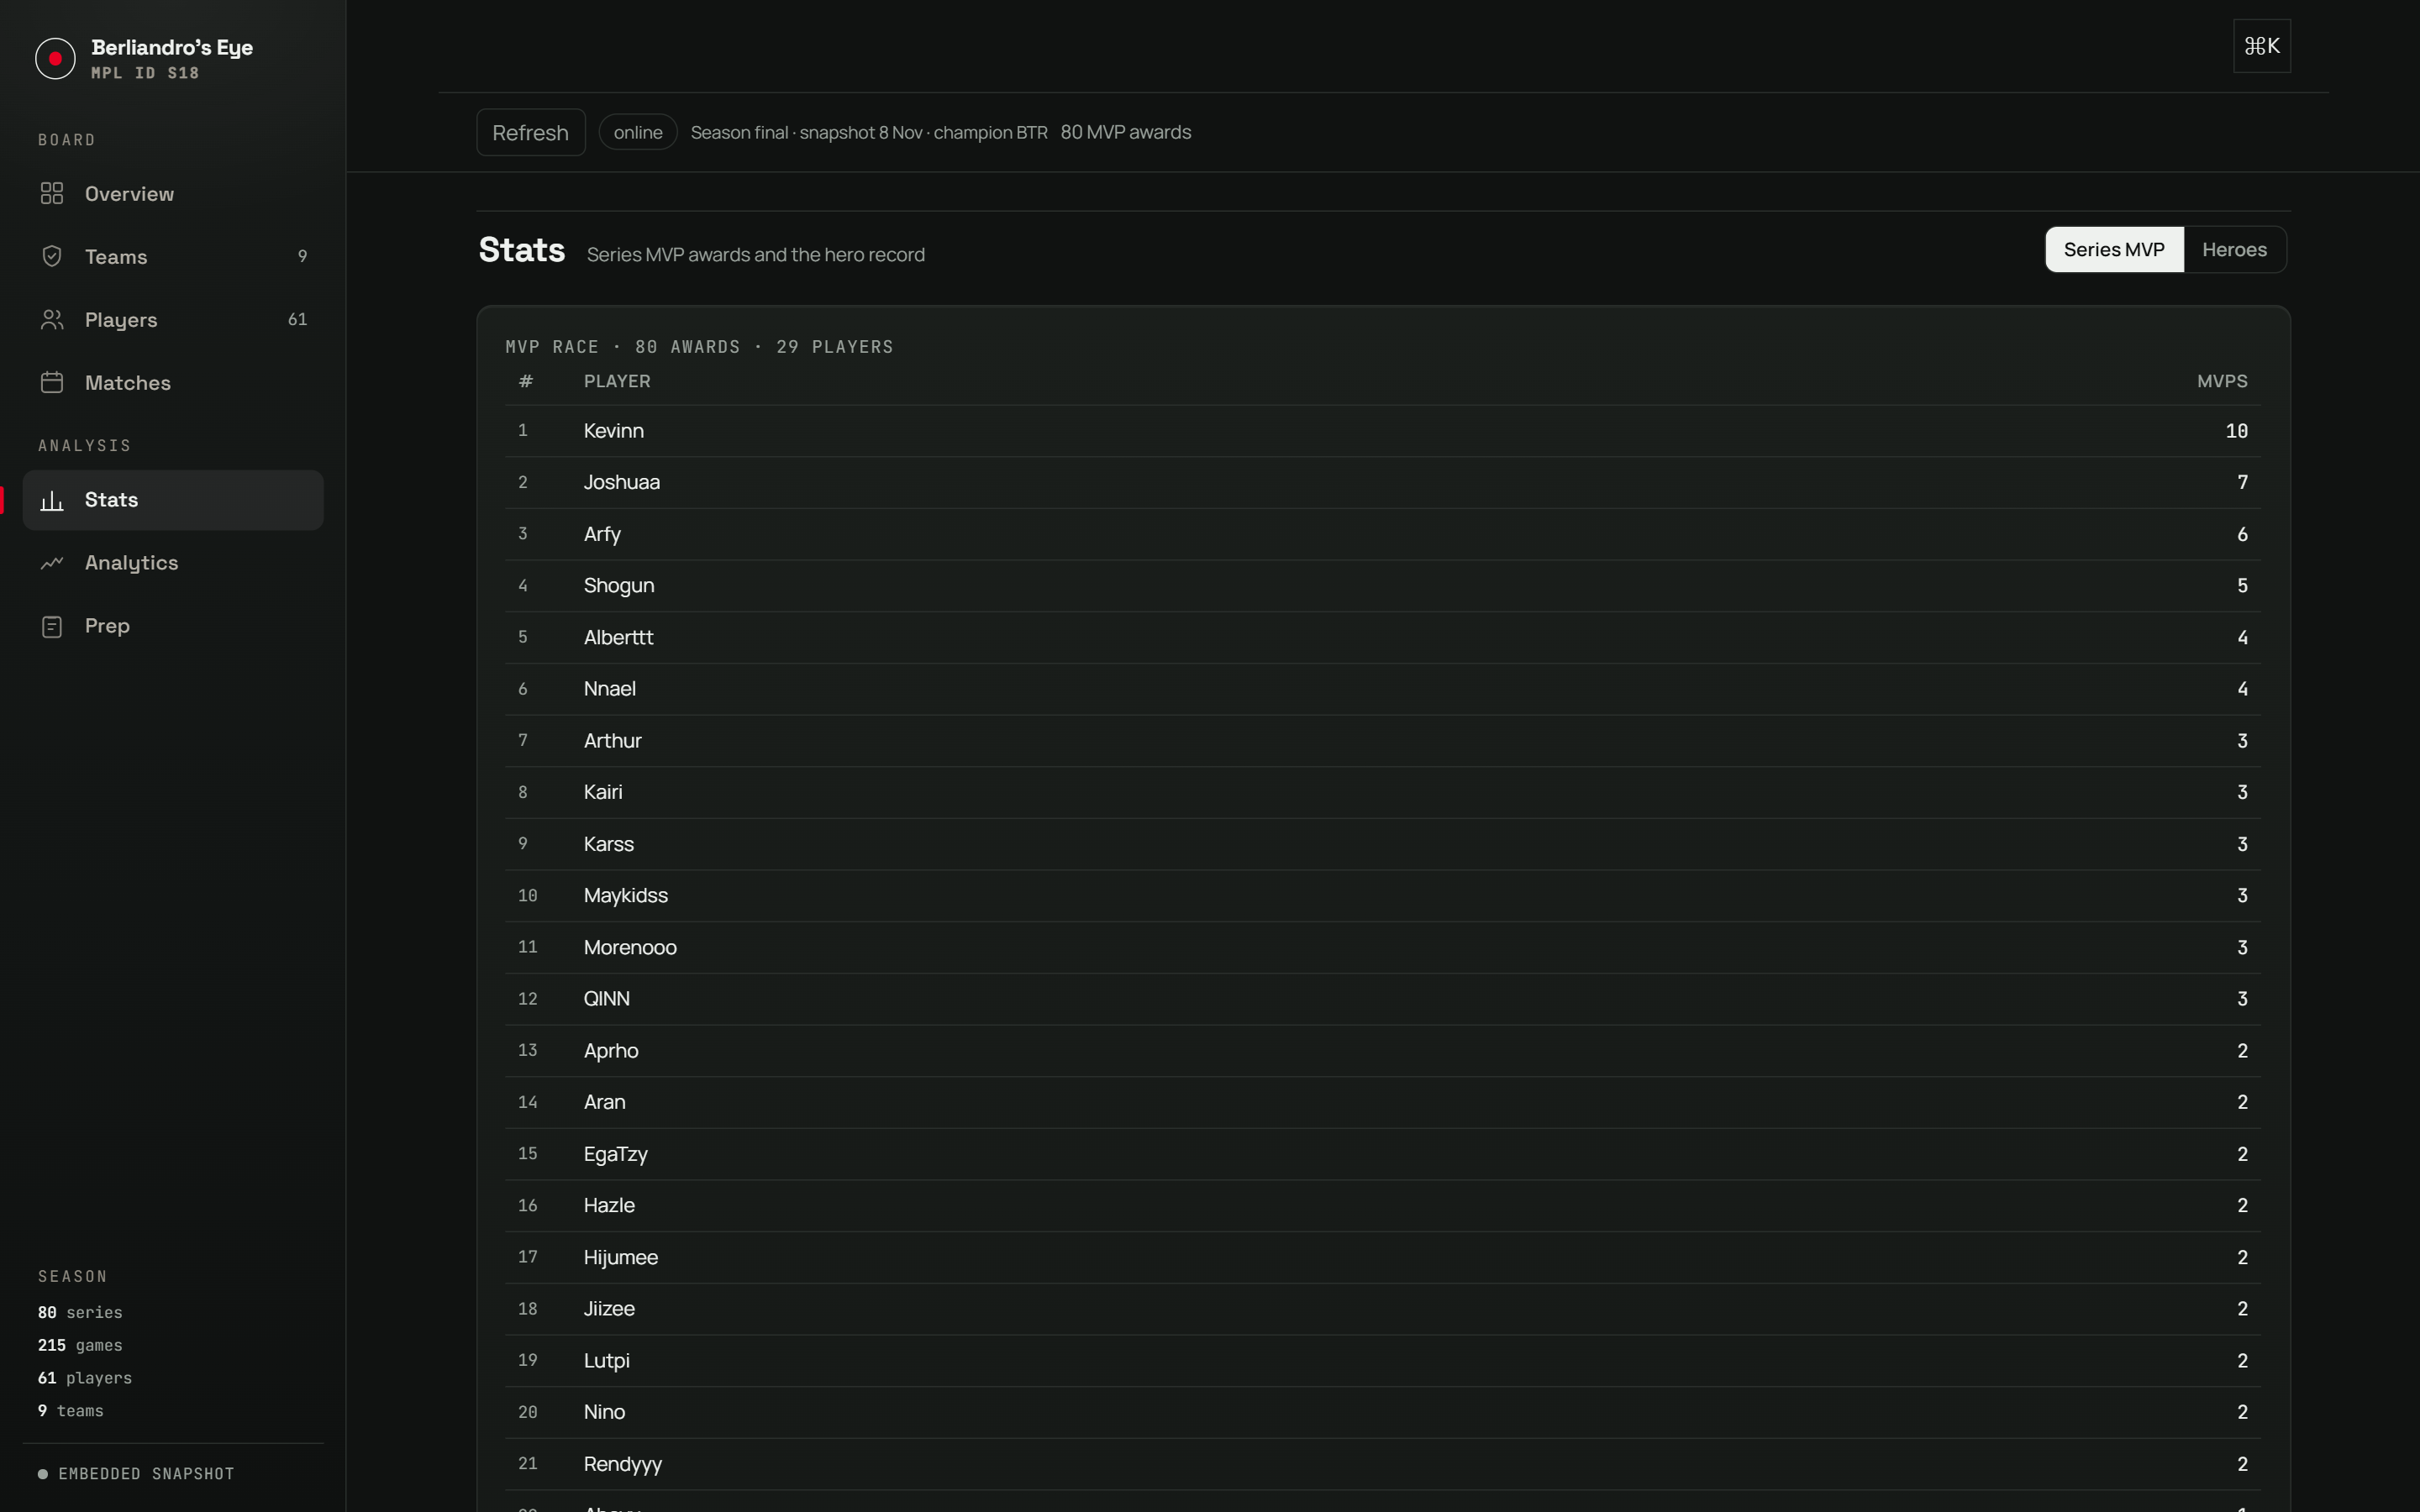 Berliandro's Eye
MPL ID S18
BOARD
Overview
Teams 9
Players 61
Matches
ANALYSIS
Stats
Analytics
Prep
SEASON
80 series
215 games
61 players
9 teams
EMBEDDED SNAPSHOT
⌘K
Refresh online Season final · snapshot 8 Nov · champion BTR 80 MVP awards
Stats Series MVP awards and the hero record Series MVP Heroes
MVP RACE · 80 AWARDS · 29 PLAYERS
# PLAYER MVPS
1 Kevinn 10
2 Joshuaa 7
3 Arfy 6
4 Shogun 5
5 Alberttt 4
6 Nnael 4
7 Arthur 3
8 Kairi 3
9 Karss 3
10 Maykidss 3
11 Morenooo 3
12 QINN 3
13 Aprho 2
14 Aran 2
15 EgaTzy 2
16 Hazle 2
17 Hijumee 2
18 Jiizee 2
19 Lutpi 2
20 Nino 2
21 Rendyyy 2